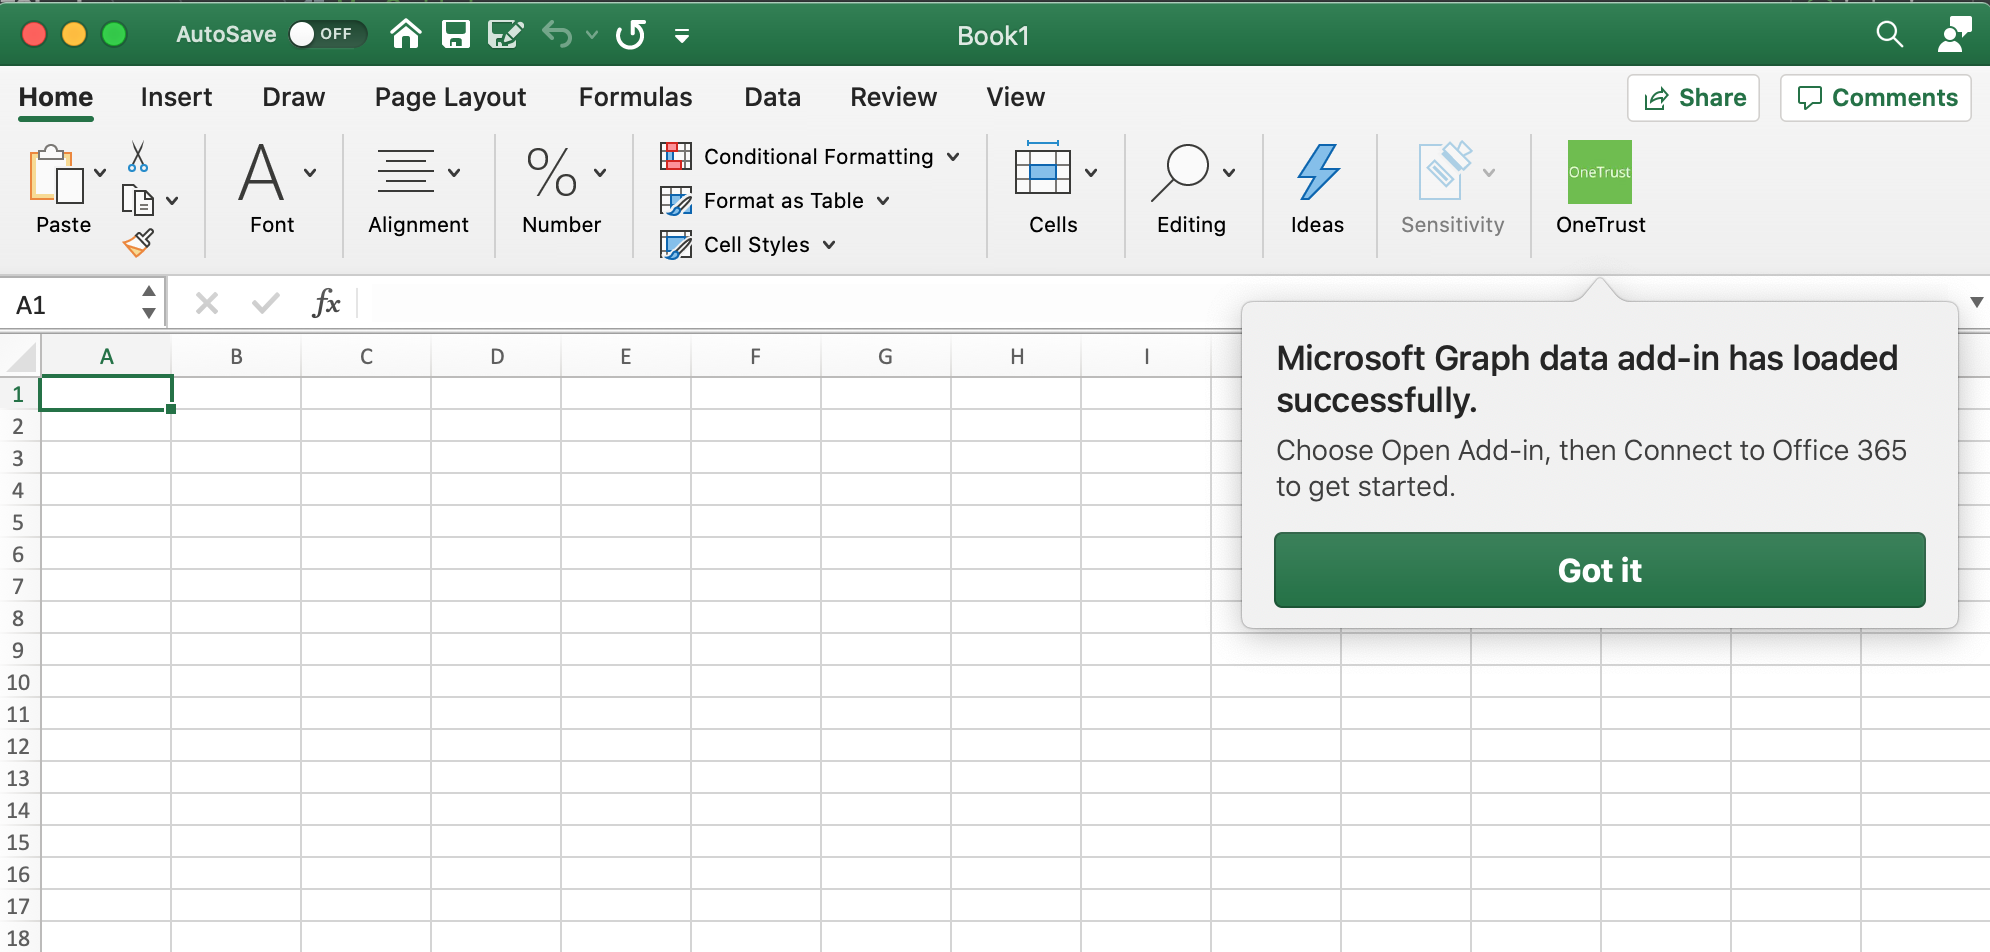 AutoSave OFF Book1
Home Insert Draw Page Layout Formulas Data Review View Share Comments
Paste Font Alignment % Number Conditional Formatting Format as Table Cell Styles Cells Editing Ideas Sensitivity OneTrust OneTrust
A1 fx
A B C D E F G H I
Microsoft Graph data add-in has loaded
successfully.
Choose Open Add-in, then Connect to Office 365
to get started.
Got it
1
2
3
4
5
6
7
8
9
10
11
12
13
14
15
16
17
18